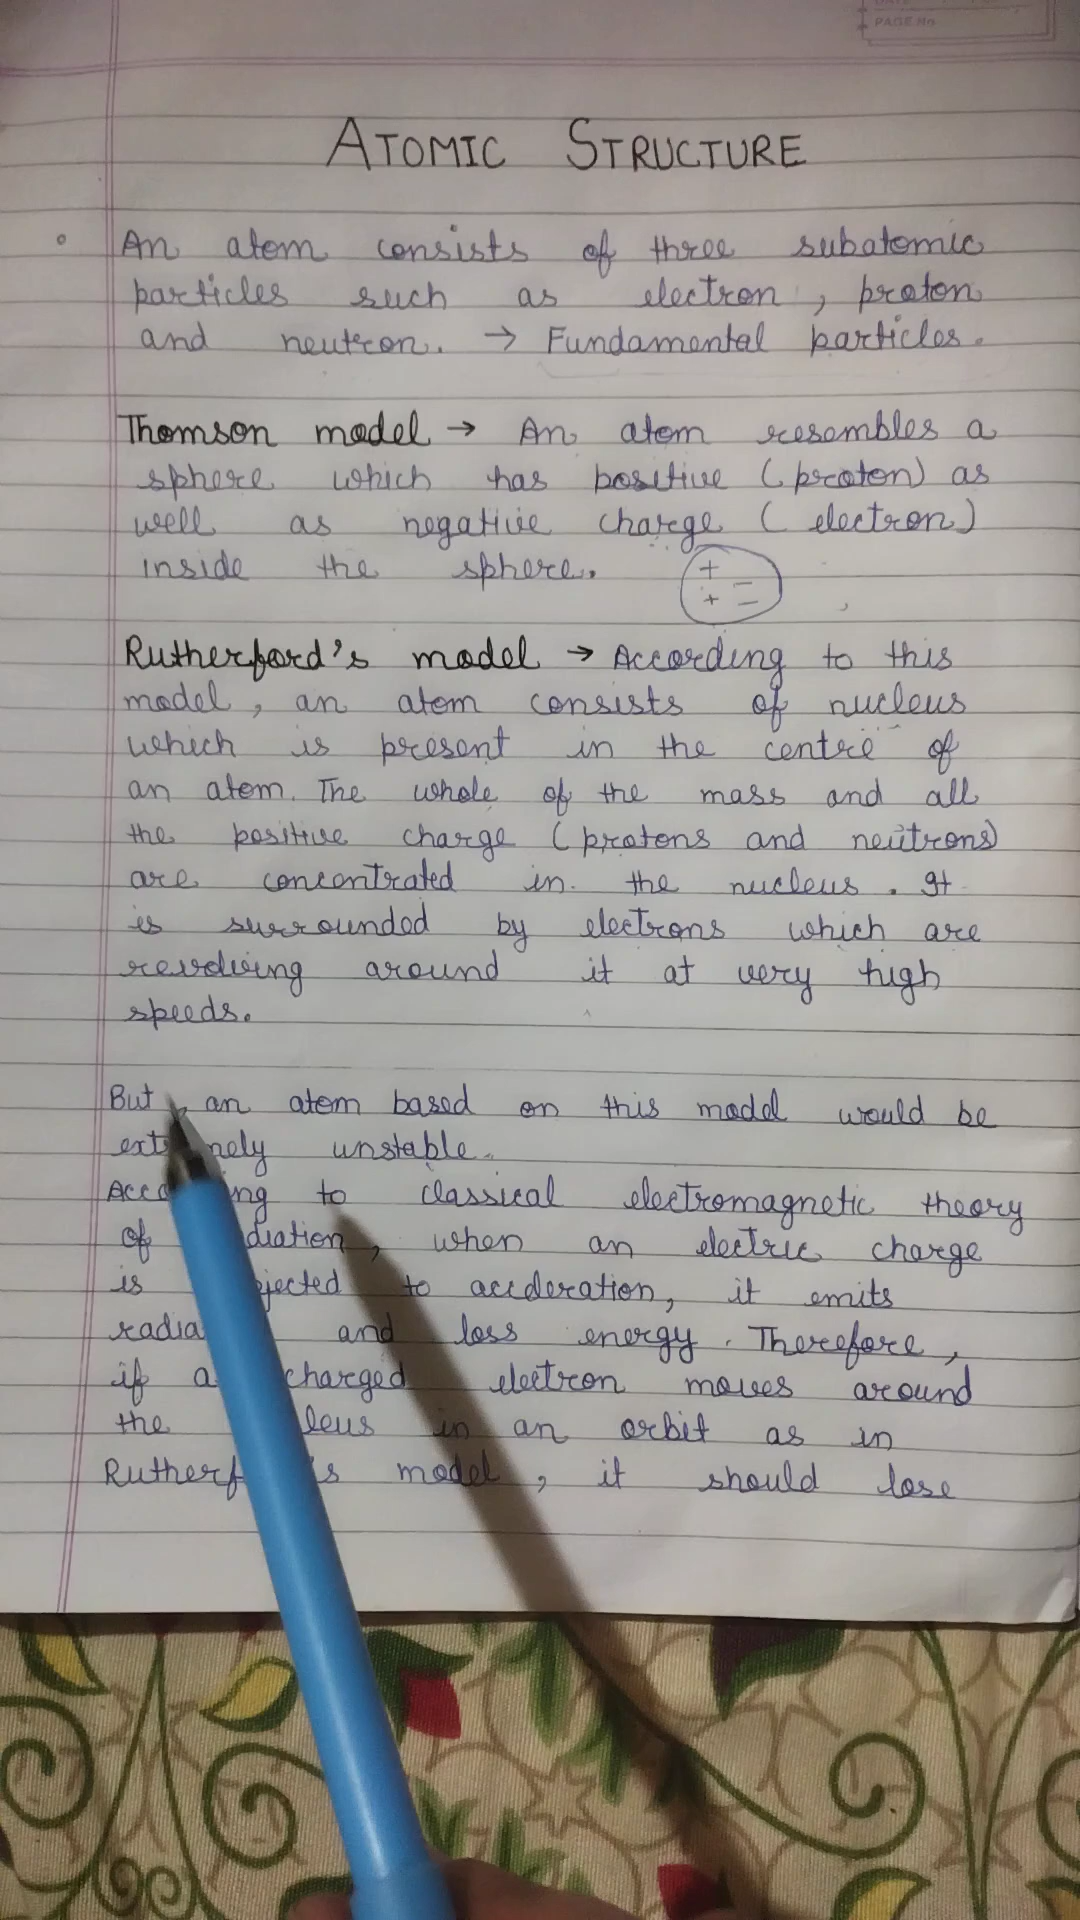 PAGE No
ATOMIC STRUCTURE
An atom consists of three subatomic
particles such as electron, proton
and neutron. → Fundamental particles.
Thomson model → An atom resembles a
sphere which has positive (proton) as
well as negative charge (electron)
inside the sphere.
+ =
+ =
Rutherford's model → According to this
model, an atom consists of nucleus
which is present in the centre of
an atom. The whole of the mass and all
the positive charge (protons and neutrons)
are concentrated in the nucleus. It
is surrounded by electrons which are
revolving around it at very high
speeds.
But, an atom based on this model would be
unstable.
to classical electromagnetic theory
of when an electric charge
is to acceleration, it emits
and loss energy. Therefore,
if charged electron moves around
the in an orbit as in
model, it should lose